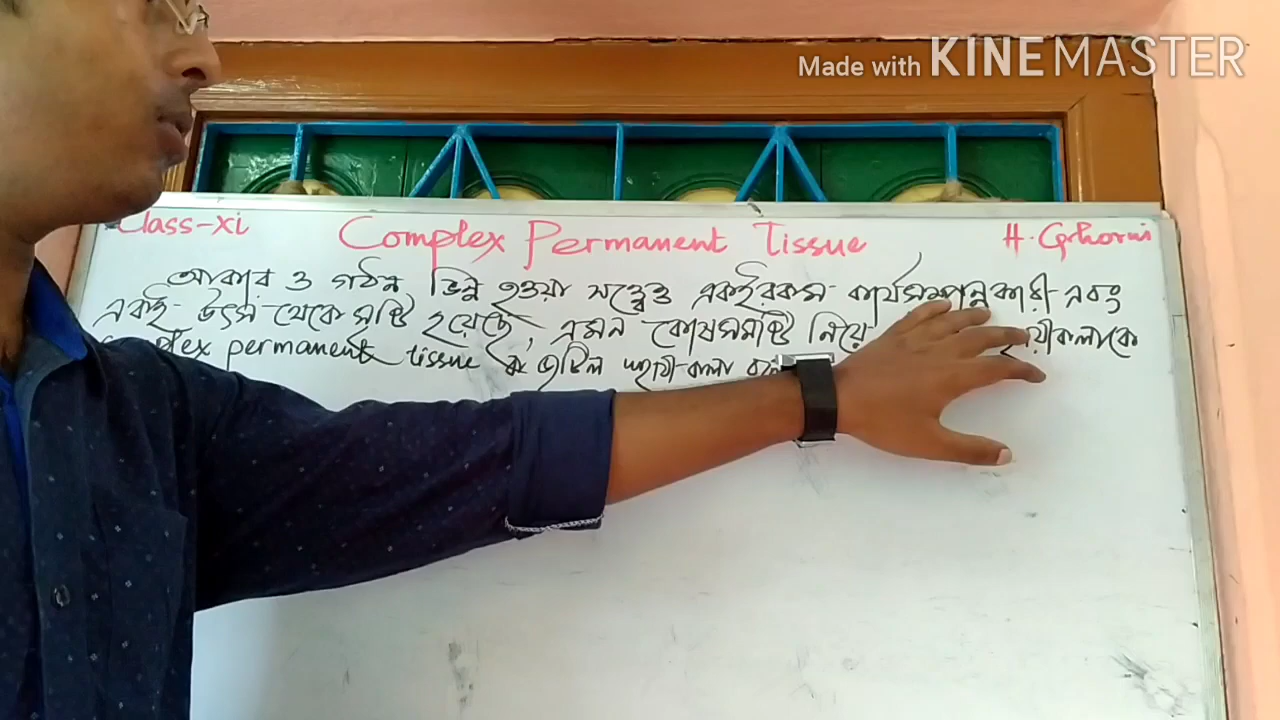 Made with KINEMASTER
Class-xi Complex Permanent Tissue H. Ghorui
আকার ও গঠন ভিন্ন হওয়া সত্ত্বেও একইরকম কার্যসম্পন্নকারী এবং
একই উৎস থেকে সৃষ্টি হয়েছে, এমন কোষসমষ্টি নিয়ে য়ীকলাকে
permanent tissue বা জটিল স্থায়ীকলা বলে